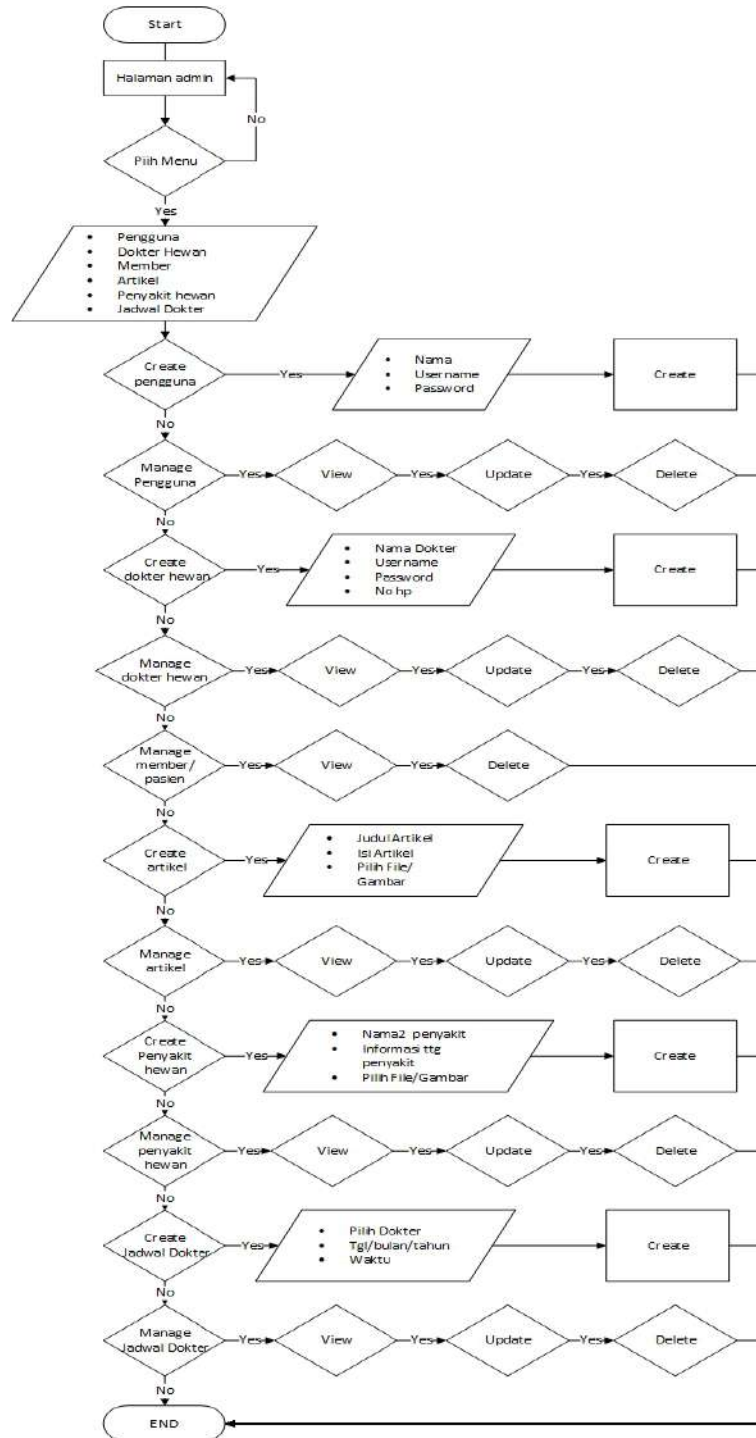 Start
Halaman admin
No
Piih Menu
Yes
• Pengguna
• Dokter Hewan
• Member
• Artikel
• Penyakit hewan
• Jadwal Dokter
Create
pengguna
Yes
• Nama
• Username
• Password
Create
No
Manage
Pengguna
Yes
View
Yes
Update
Yes
Delete
No
Create
dokter hewan
Yes
• Nama Dokter
• Username
• Password
• No hp
Create
No
Manage
dokter hewan
Yes
View
Yes
Update
Yes
Delete
No
Manage
member/
pasien
Yes
View
Yes
Delete
No
Create
artikel
Yes
• Judul Artikel
• Isi Artikel
• Pilih File/
Gambar
Create
No
Manage
artikel
Yes
View
Yes
Update
Yes
Delete
No
Create
Penyakit
hewan
Yes
• Nama2 penyakit
• Informasi ttg
penyakit
• Pilih File/Gambar
Create
No
Manage
penyakit
hewan
Yes
View
Yes
Update
Yes
Delete
No
Create
Jadwal Dokter
Yes
• Pilih Dokter
• Tgl/bulan/tahun
• Waktu
Create
No
Manage
Jadwal Dokter
Yes
View
Yes
Update
Yes
Delete
No
END